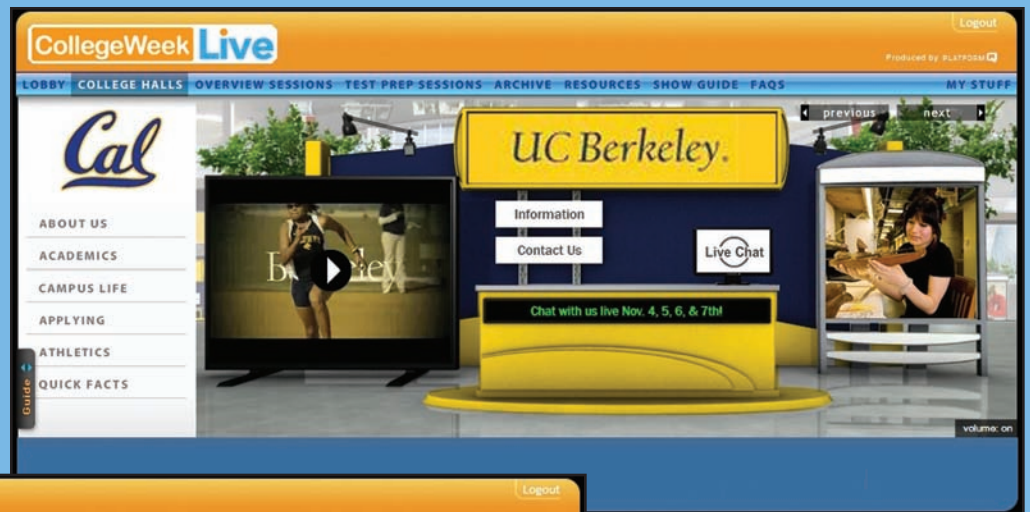 Logout
CollegeWeek Live
Produced by PLATFORM Q
LOBBY COLLEGE HALLS OVERVIEW SESSIONS TEST PREP SESSIONS ARCHIVE RESOURCES SHOW GUIDE FAQS MY STUFF
previous next
Cal
UC Berkeley.
ABOUT US
ACADEMICS
CAMPUS LIFE
APPLYING
ATHLETICS
QUICK FACTS
Guide
Information
Contact Us
Live Chat
Chat with us live Nov. 4, 5, 6, & 7th!
volume: on
Logout